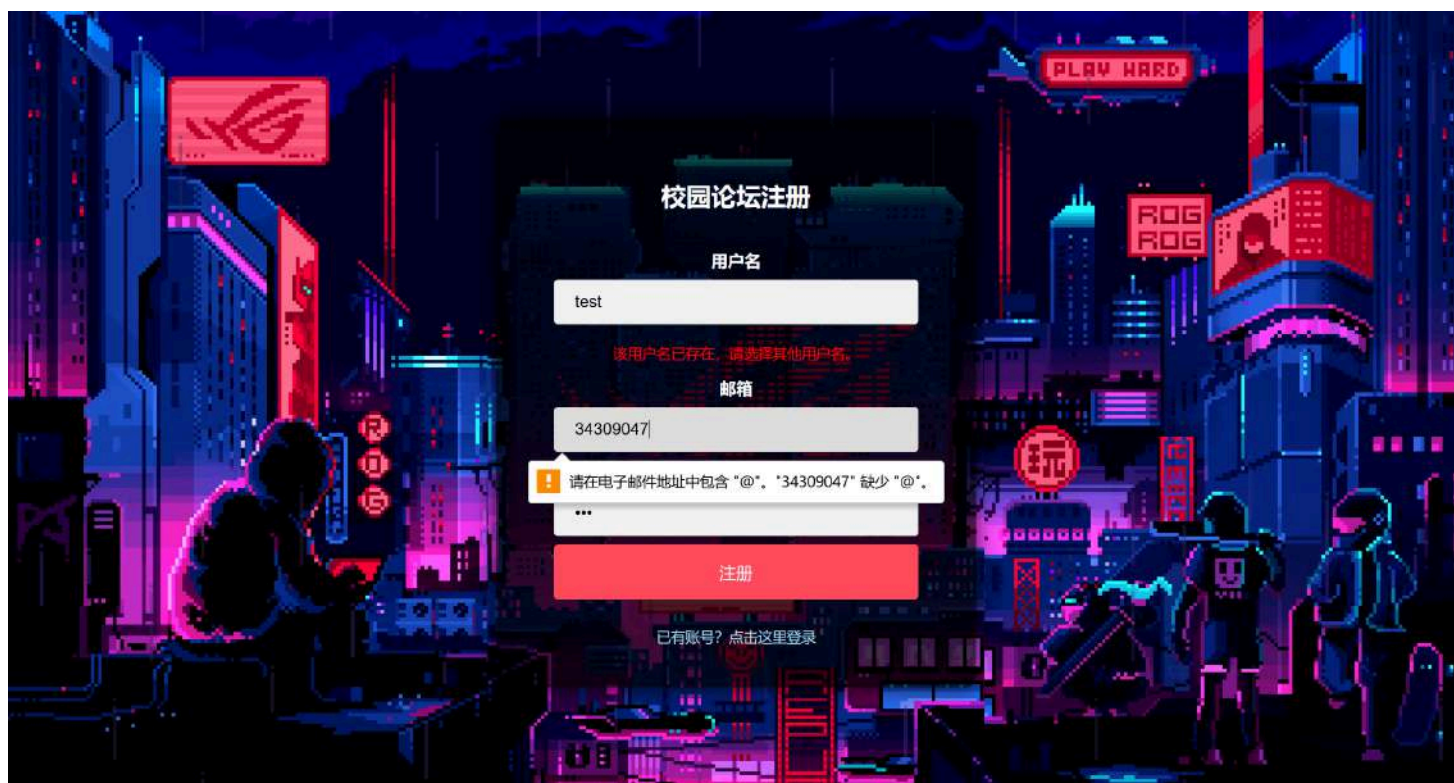 PLAY HARD
校园论坛注册
ROG
ROG
用户名
test
该用户名已存在，请选择其他用户名。
邮箱
34309047
R
O
G
玩
请在电子邮件地址中包含 "@"。"34309047" 缺少 "@"。
•••
注册
已有账号？点击这里登录